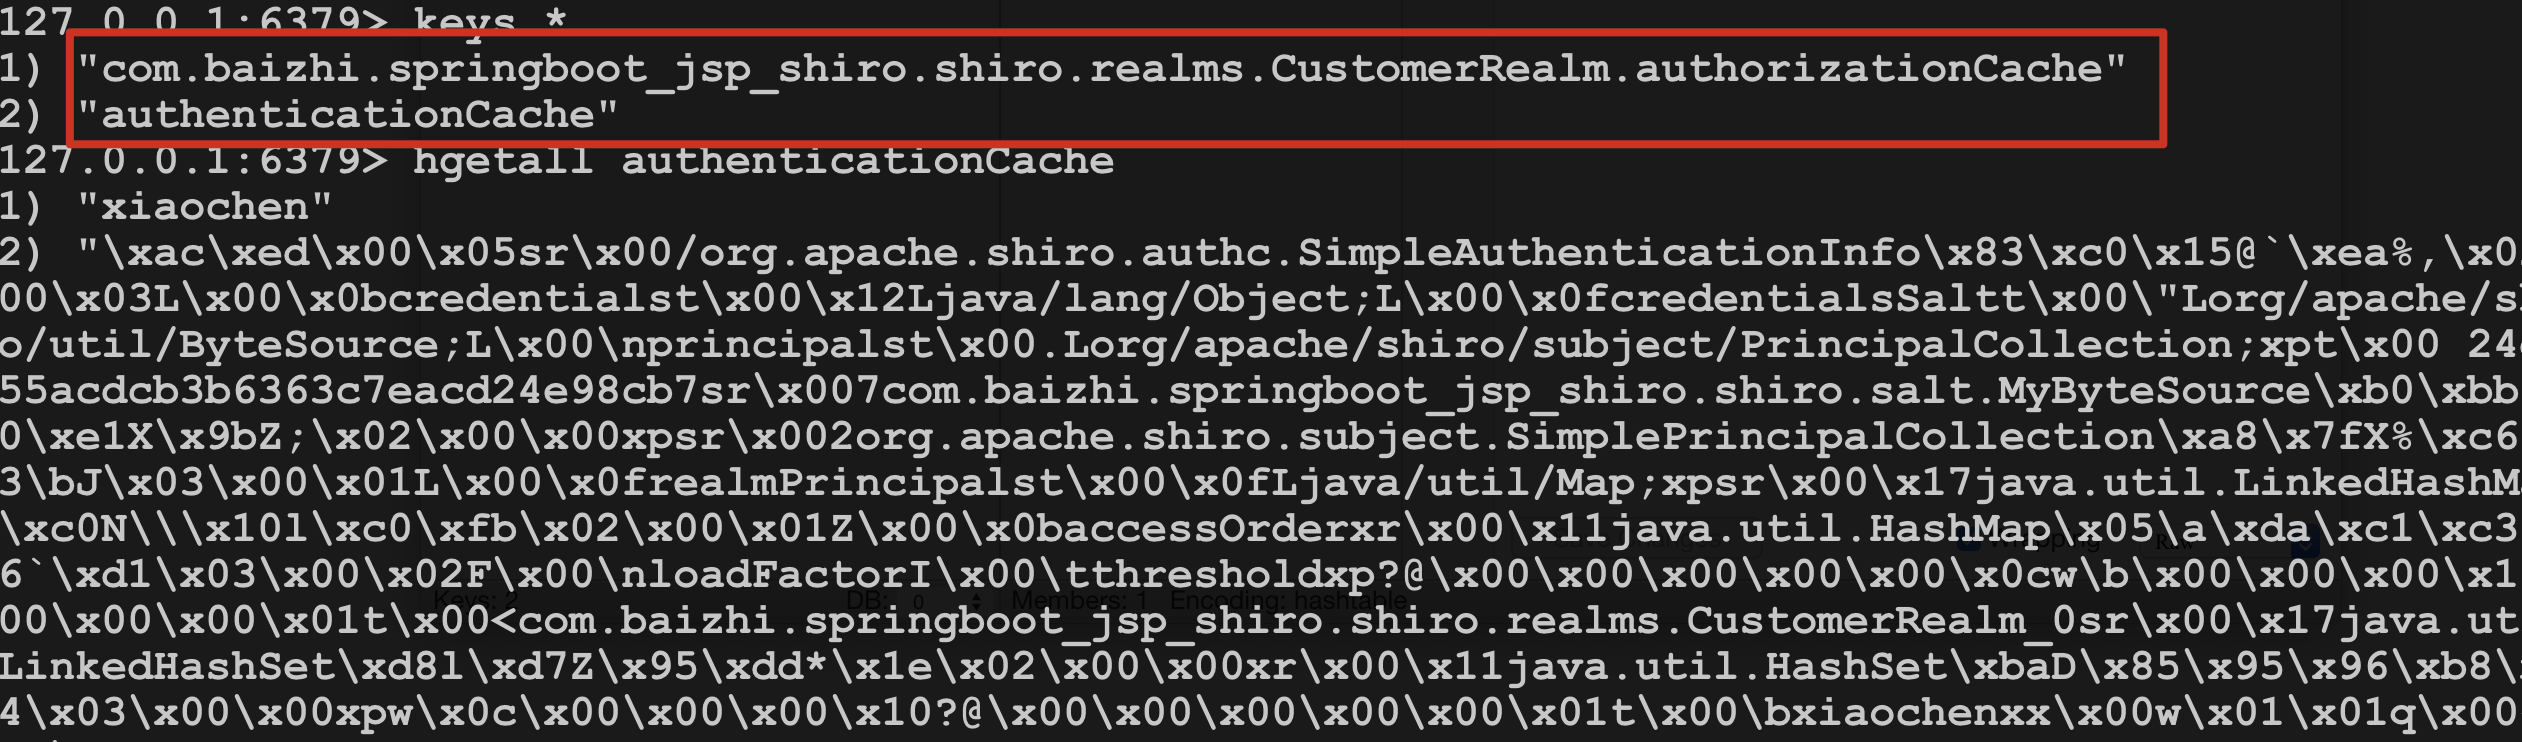 127.0.0.1:6379> keys *
1) "com.baizhi.springboot_jsp_shiro.shiro.realms.CustomerRealm.authorizationCache"
2) "authenticationCache"
127.0.0.1:6379> hgetall authenticationCache
1) "xiaochen"
2) "\xac\xed\x00\x05sr\x00/org.apache.shiro.authc.SimpleAuthenticationInfo\x83\xc0\x15@`\xea%,\x0
00\x03L\x00\x0bcredentialst\x00\x12Ljava/lang/Object;L\x00\x0fcredentialsSaltt\x00\"Lorg/apache/s
o/util/ByteSource;L\x00\nprincipalst\x00.Lorg/apache/shiro/subject/PrincipalCollection;xpt\x00 24
55acdcb3b6363c7eacd24e98cb7sr\x007com.baizhi.springboot_jsp_shiro.shiro.salt.MyByteSource\xb0\xbb
0\xe1X\x9bZ;\x02\x00\x00xpsr\x002org.apache.shiro.subject.SimplePrincipalCollection\xa8\x7fX%\xc6
3\bJ\x03\x00\x01L\x00\x0frealmPrincipalst\x00\x0fLjava/util/Map;xpsr\x00\x17java.util.LinkedHashM
\xc0N\\\x10l\xc0\xfb\x02\x00\x01Z\x00\x0baccessOrderxr\x00\x11java.util.HashMap\x05\a\xda\xc1\xc3
6`\xd1\x03\x00\x02F\x00\nloadFactorI\x00\tthresholdxp?@\x00\x00\x00\x00\x00\x0cw\b\x00\x00\x00\x1
Keys: 2 DB: 0 Members: 1 Encoding: hashtable
00\x00\x00\x01t\x00<com.baizhi.springboot_jsp_shiro.shiro.realms.CustomerRealm_0sr\x00\x17java.ut
LinkedHashSet\xd8l\xd7Z\x95\xdd*\x1e\x02\x00\x00xr\x00\x11java.util.HashSet\xbaD\x85\x95\x96\xb8\
4\x03\x00\x00xpw\x0c\x00\x00\x00\x10?@\x00\x00\x00\x00\x00\x01t\x00\bxiaochenxx\x00w\x01\x01q\x00